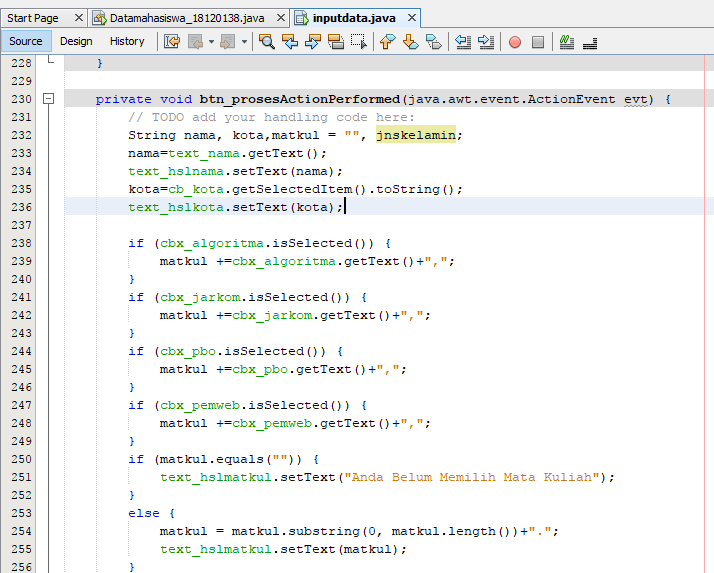 Start Page Datamahasiswa_18120138.java inputdata.java
Source Design History
228 }
229
230 private void btn_prosesActionPerformed(java.awt.event.ActionEvent evt) {
231 // TODO add your handling code here:
232 String nama, kota,matkul = "", jnskelamin;
233 nama=text_nama.getText();
234 text_hslnama.setText(nama);
235 kota=cb_kota.getSelectedItem().toString();
236 text_hslkota.setText(kota);
237
238 if (cbx_algoritma.isSelected()) {
239 matkul +=cbx_algoritma.getText()+",";
240 }
241 if (cbx_jarkom.isSelected()) {
242 matkul +=cbx_jarkom.getText()+",";
243 }
244 if (cbx_pbo.isSelected()) {
245 matkul +=cbx_pbo.getText()+",";
246 }
247 if (cbx_pemweb.isSelected()) {
248 matkul +=cbx_pemweb.getText()+",";
249 }
250 if (matkul.equals("")) {
251 text_hslmatkul.setText("Anda Belum Memilih Mata Kuliah");
252 }
253 else {
254 matkul = matkul.substring(0, matkul.length())+".";
255 text_hslmatkul.setText(matkul);
256 }